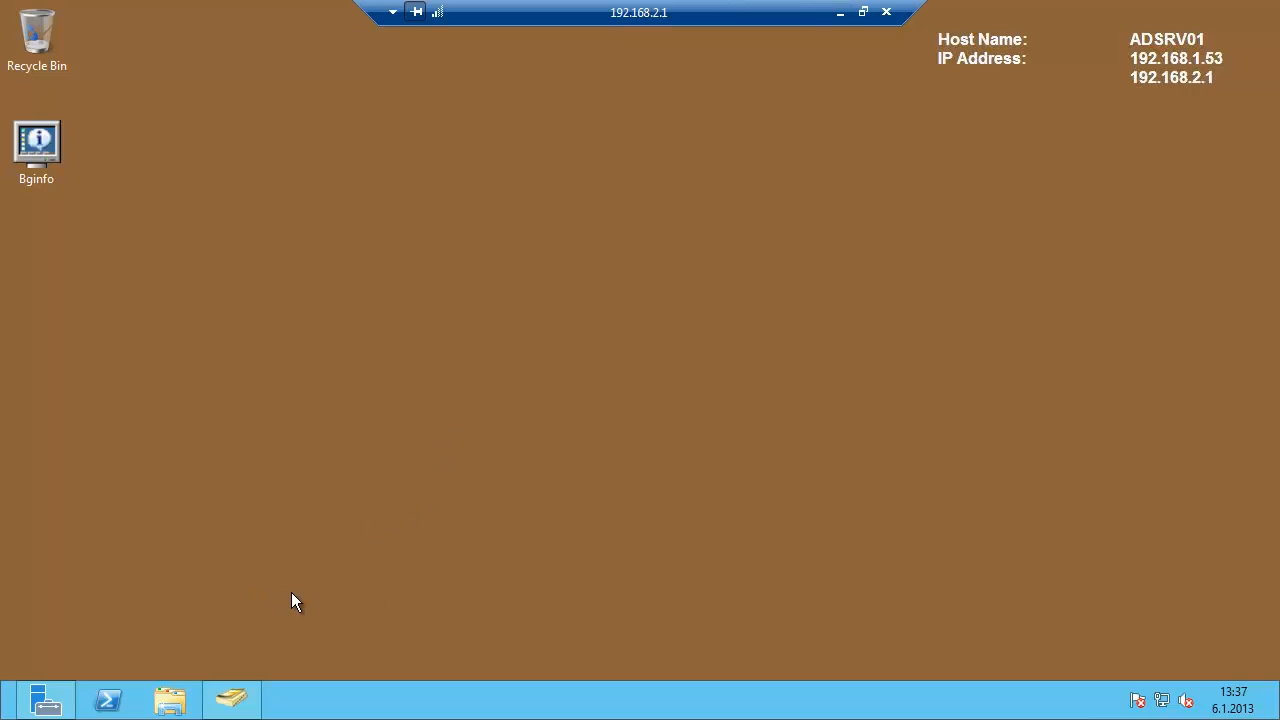 192.168.2.1
Recycle Bin
Bginfo
Host Name: ADSRV01
IP Address: 192.168.1.53
192.168.2.1
13:37
6.1.2013